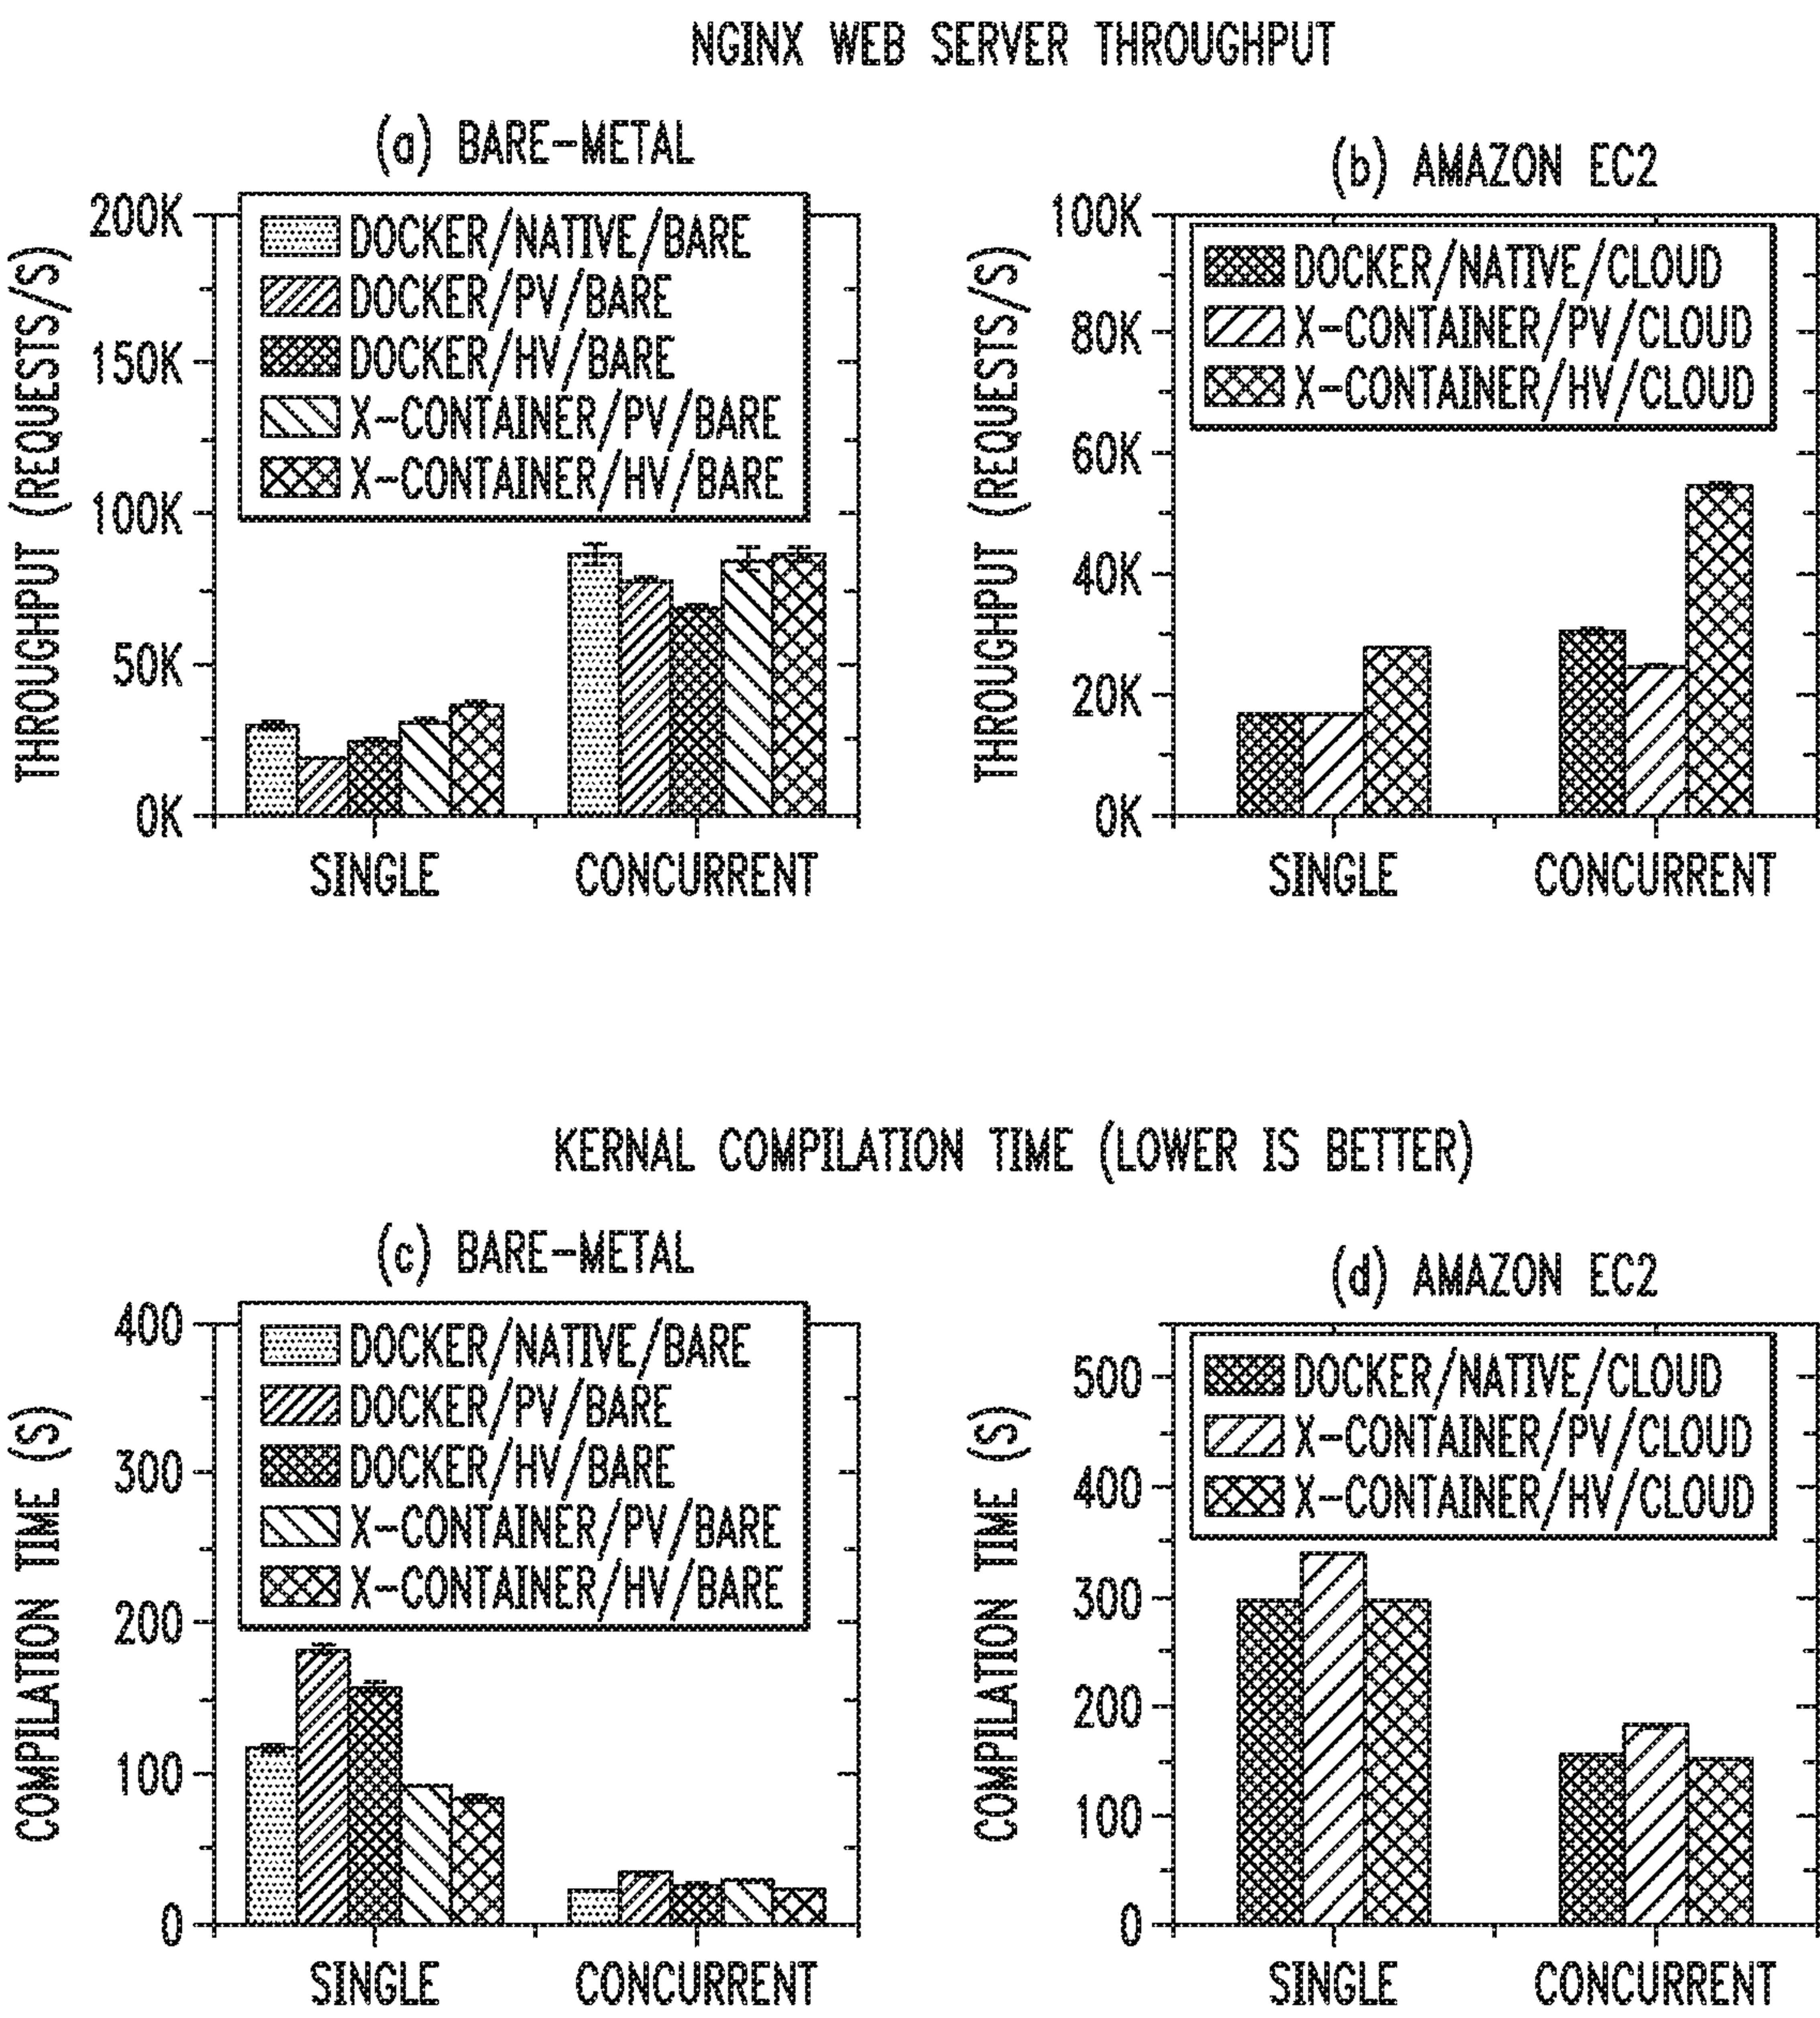 NGINX WEB SERVER THROUGHPUT
(a) BARE-METAL
THROUGHPUT (REQUESTS/S)
200K
150K
100K
50K
0K
DOCKER/NATIVE/BARE
DOCKER/PV/BARE
DOCKER/HV/BARE
X-CONTAINER/PV/BARE
X-CONTAINER/HV/BARE
SINGLE
CONCURRENT
(b) AMAZON EC2
THROUGHPUT (REQUESTS/S)
100K
80K
60K
40K
20K
0K
DOCKER/NATIVE/CLOUD
X-CONTAINER/PV/CLOUD
X-CONTAINER/HV/CLOUD
SINGLE
CONCURRENT
KERNAL COMPILATION TIME (LOWER IS BETTER)
(c) BARE-METAL
COMPILATION TIME (S)
400
300
200
100
0
DOCKER/NATIVE/BARE
DOCKER/PV/BARE
DOCKER/HV/BARE
X-CONTAINER/PV/BARE
X-CONTAINER/HV/BARE
SINGLE
CONCURRENT
(d) AMAZON EC2
COMPILATION TIME (S)
500
400
300
200
100
0
DOCKER/NATIVE/CLOUD
X-CONTAINER/PV/CLOUD
X-CONTAINER/HV/CLOUD
SINGLE
CONCURRENT